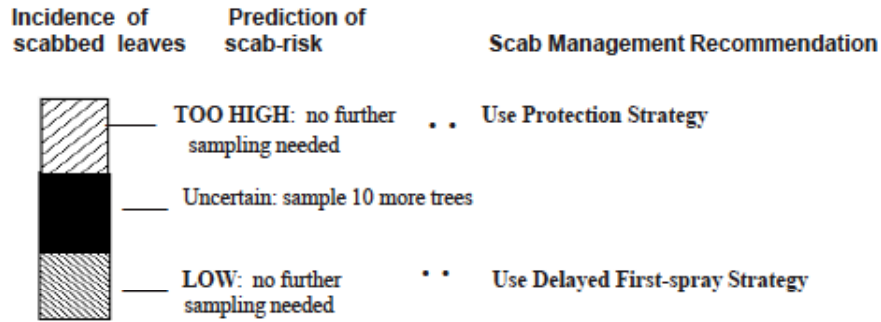 Incidence of scabbed leaves
Prediction of scab-risk
Scab Management Recommendation
TOO HIGH: no further sampling needed
Use Protection Strategy
Uncertain: sample 10 more trees
LOW: no further sampling needed
Use Delayed First-spray Strategy